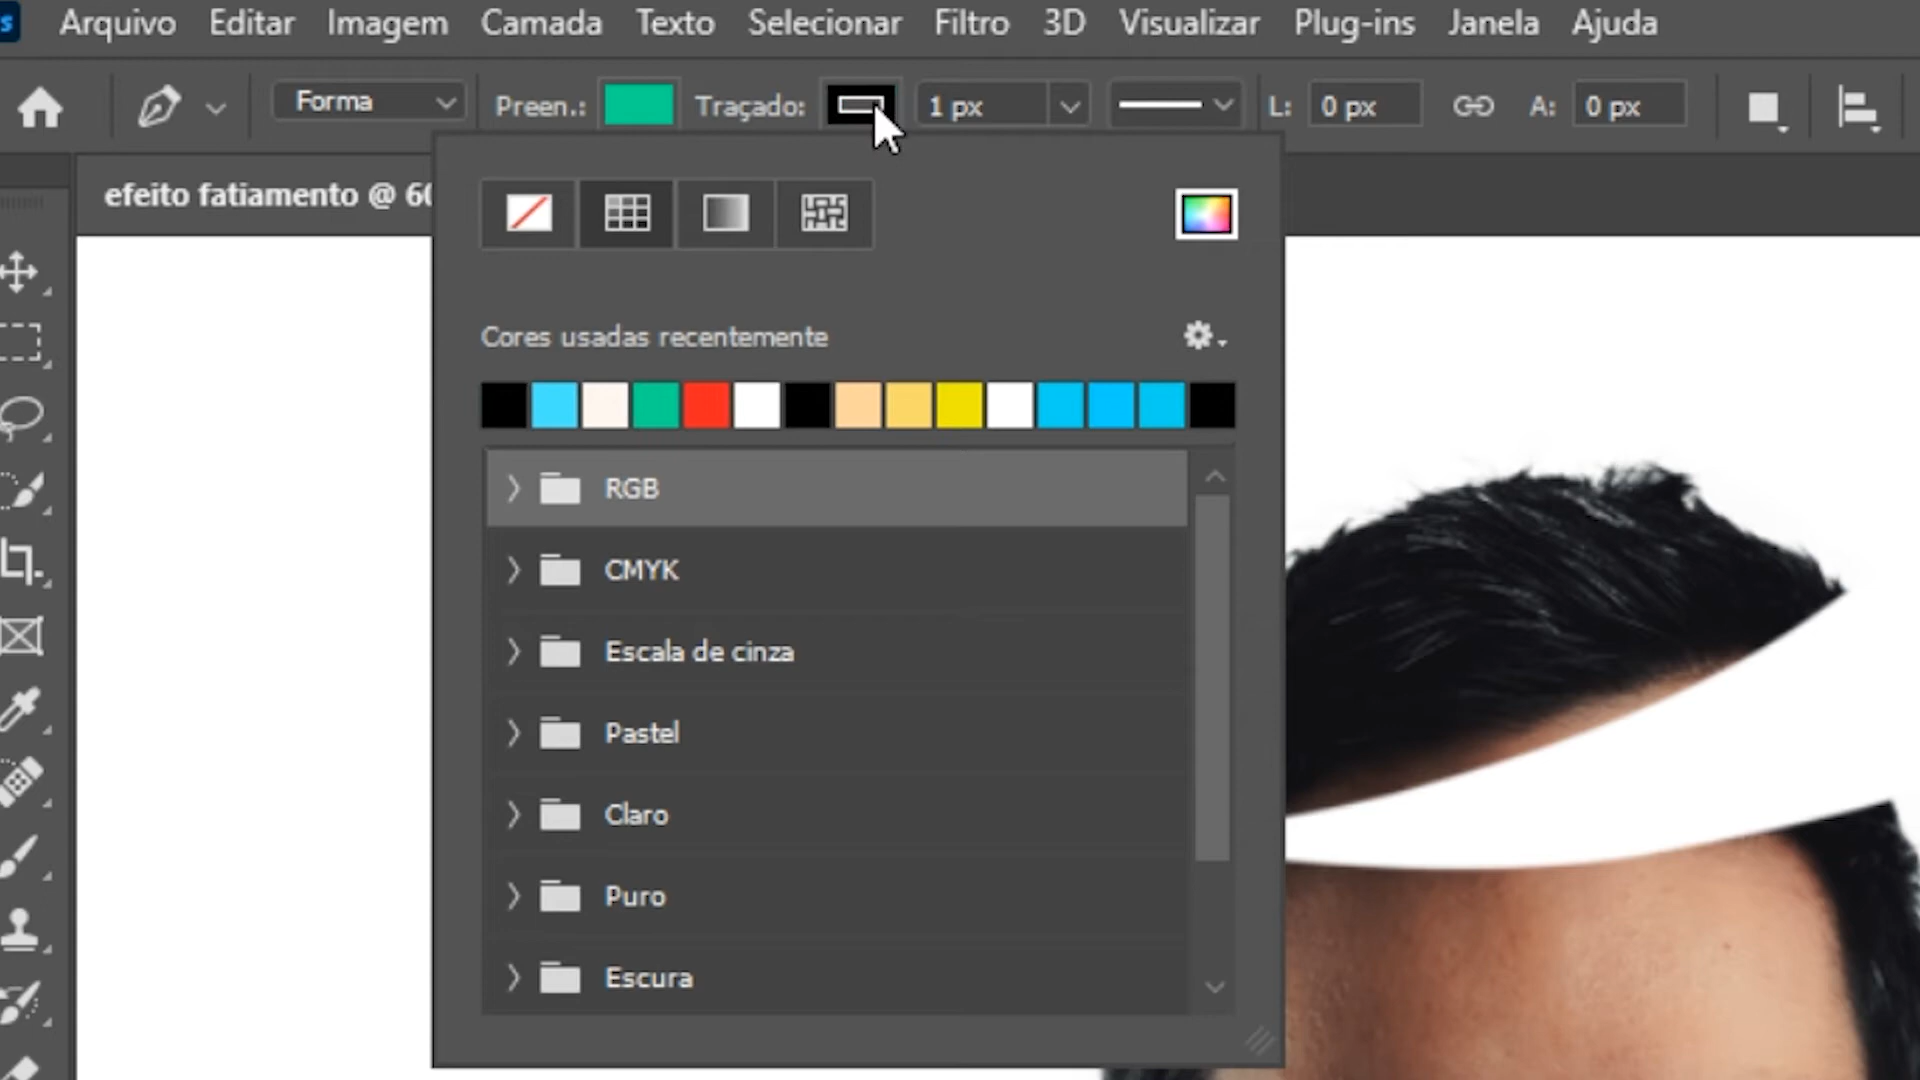 s Arquivo Editar Imagem Camada Texto Selecionar Filtro 3D Visualizar Plug-ins Janela Ajuda
Forma Preen.: Traçado: 1 px L: 0 px A: 0 px
efeito fatiamento @ 60
Cores usadas recentemente
RGB
CMYK
Escala de cinza
Pastel
Claro
Puro
Escura